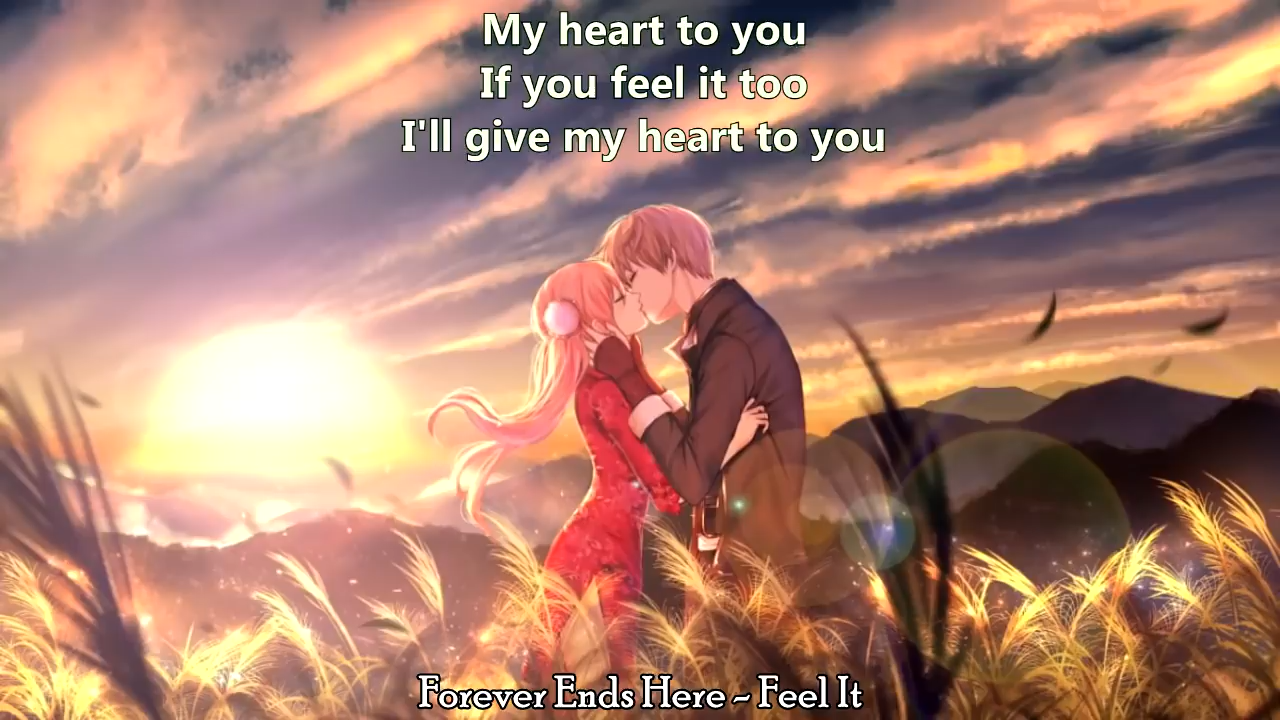 My heart to you
If you feel it too
I'll give my heart to you
Forever Ends Here ~ Feel It